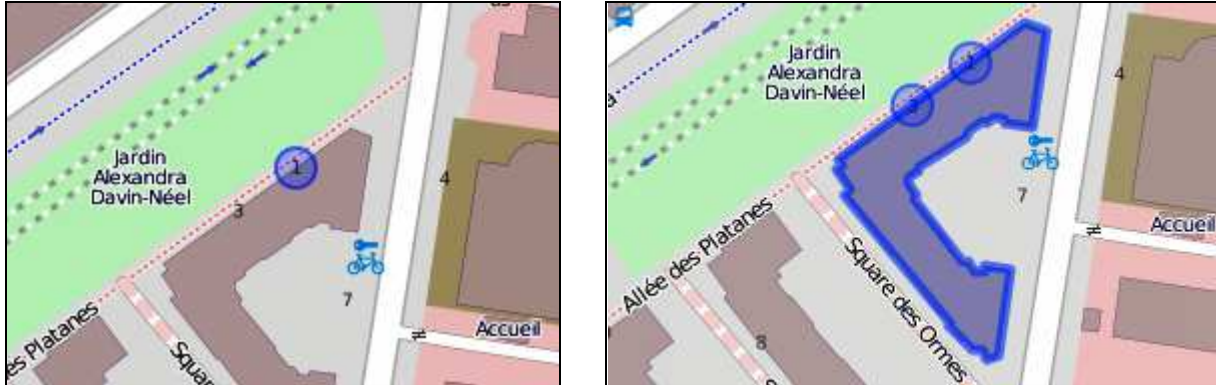 1
Jardin
Alexandra
Davin-Néel
3
4
7
Accueil
es Platanes
Squar
Jardin
Alexandra
Davin-Néel
1
3
4
7
Accueil
Allée des Platanes
Square des Ormes
8